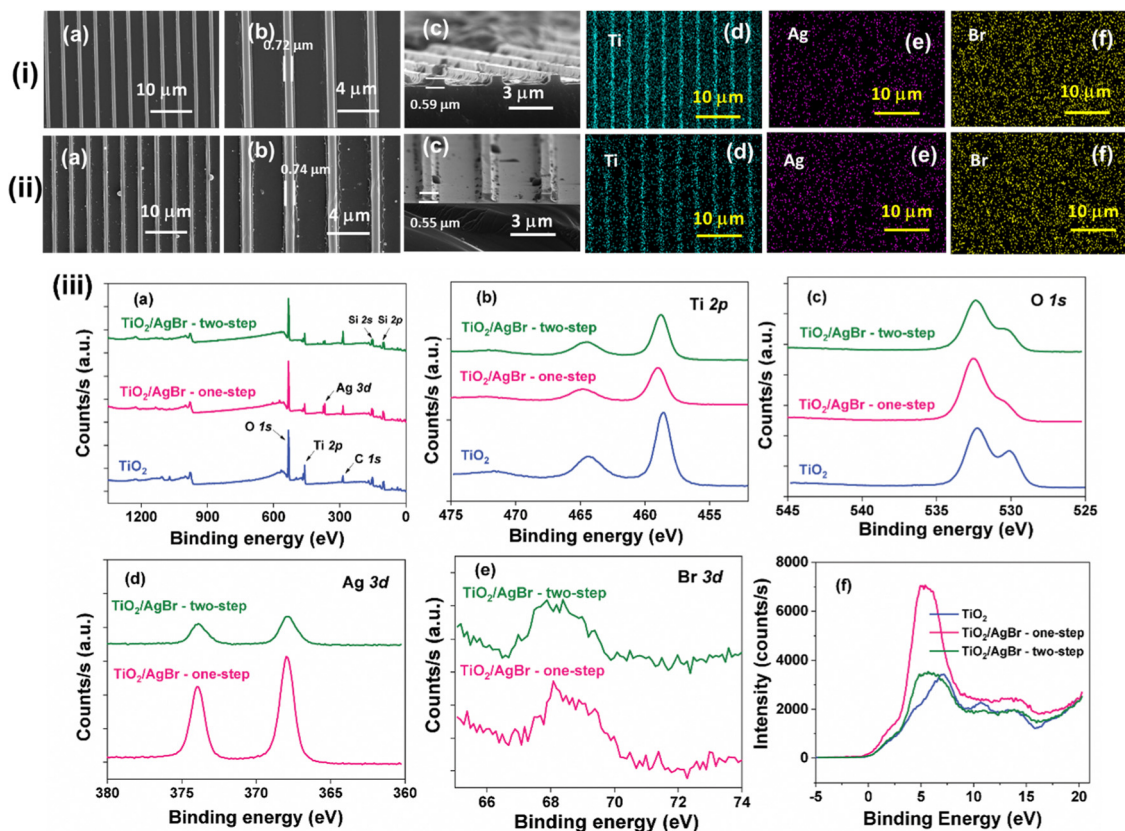 (i)
(a)
10 μm
(b)
0.72 μm
4 μm
(c)
0.59 μm
3 μm
Ti
(d)
10 μm
Ag
(e)
10 μm
Br
(f)
10 μm
(ii)
(a)
10 μm
(b)
0.74 μm
4 μm
(c)
0.55 μm
3 μm
Ti
(d)
10 μm
Ag
(e)
10 μm
Br
(f)
10 μm
(iii)
(a)
TiO2/AgBr - two-step
Si 2s Si 2p
TiO2/AgBr - one-step
Ag 3d
O 1s
Ti 2p
C 1s
TiO2
Counts/s (a.u.)
1200 900 600 300 0
Binding energy (eV)
(b)
Ti 2p
TiO2/AgBr - two-step
TiO2/AgBr - one-step
TiO2
Counts/s (a.u.)
475 470 465 460 455
Binding energy (eV)
(c)
O 1s
TiO2/AgBr - two-step
TiO2/AgBr - one-step
TiO2
Counts/s (a.u.)
545 540 535 530 525
Binding energy (eV)
(d)
Ag 3d
TiO2/AgBr - two-step
TiO2/AgBr - one-step
Counts/s (a.u.)
380 375 370 365 360
Binding energy (eV)
(e)
Br 3d
TiO2/AgBr - two-step
TiO2/AgBr - one-step
Counts/s (a.u.)
66 68 70 72 74
Binding energy (eV)
(f)
TiO2
TiO2/AgBr - one-step
TiO2/AgBr - two-step
Intensity (counts/s)
8000
6000
4000
2000
0
-5 0 5 10 15 20
Binding Energy (eV)